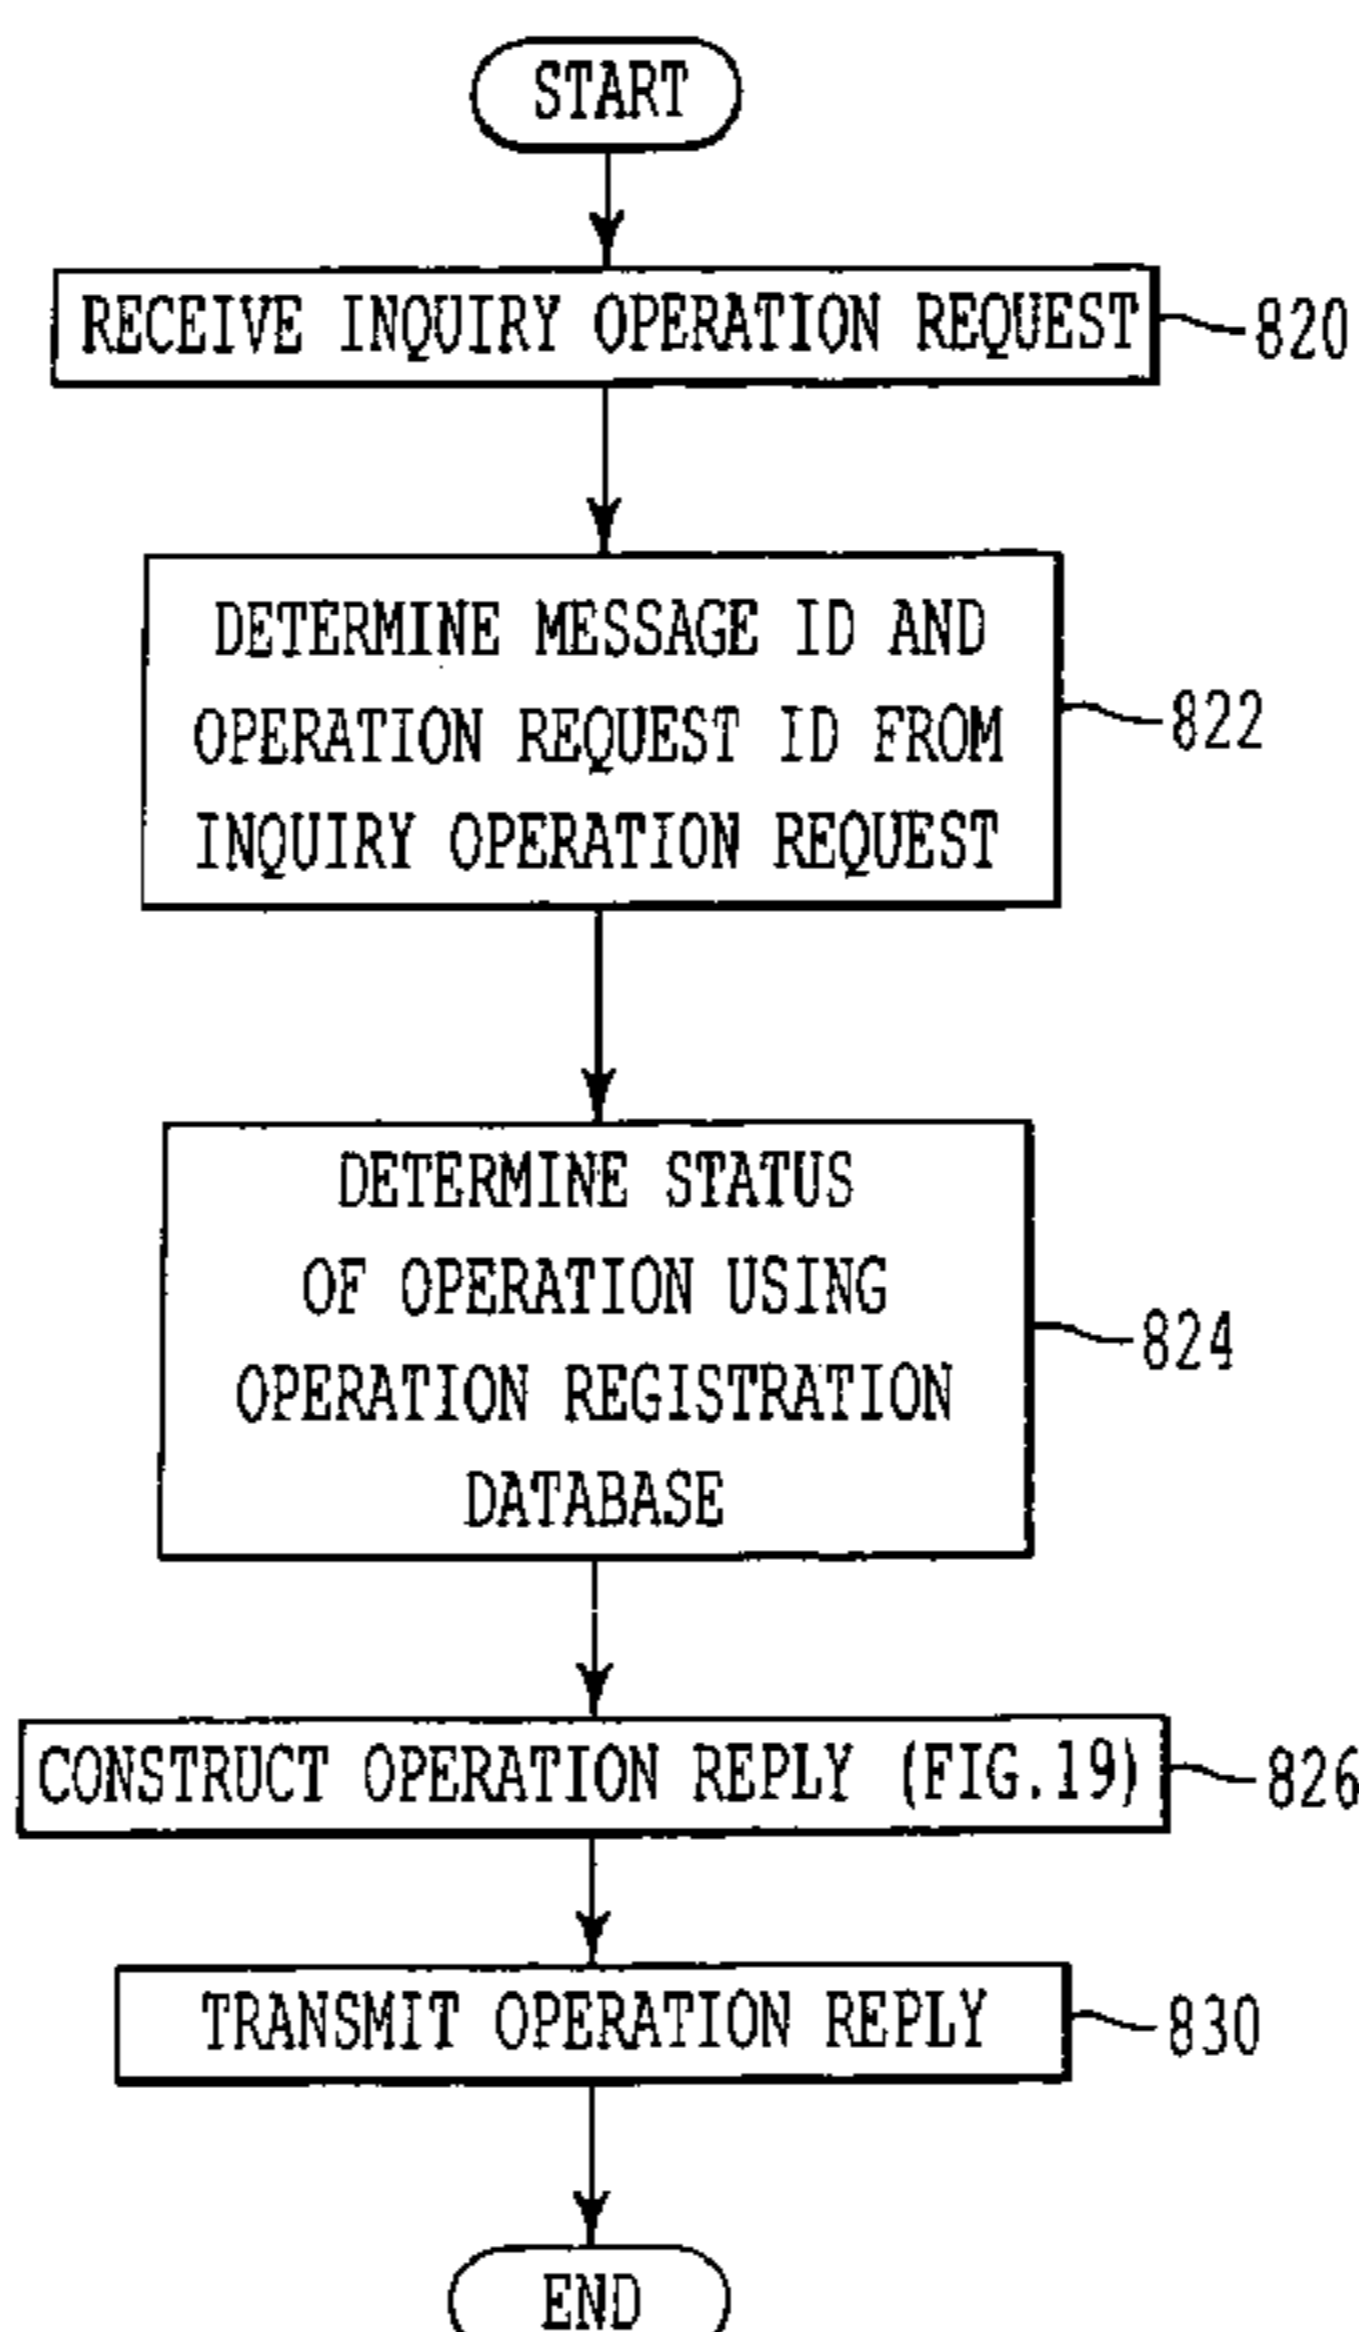 START
RECEIVE INQUIRY OPERATION REQUEST
820
DETERMINE MESSAGE ID AND
OPERATION REQUEST ID FROM
INQUIRY OPERATION REQUEST
822
DETERMINE STATUS
OF OPERATION USING
OPERATION REGISTRATION
DATABASE
824
CONSTRUCT OPERATION REPLY (FIG.19)
826
TRANSMIT OPERATION REPLY
830
END